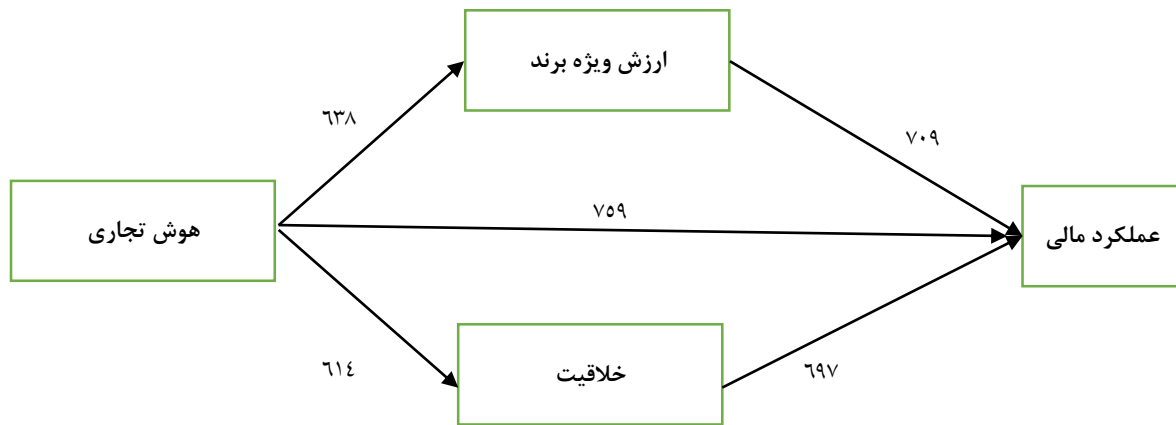 ارزش ویژه برند
٦٣٨
٧٠٩
هوش تجاری
٧٥٩
عملکرد مالی
٦١٤
خلاقیت
٦٩٧